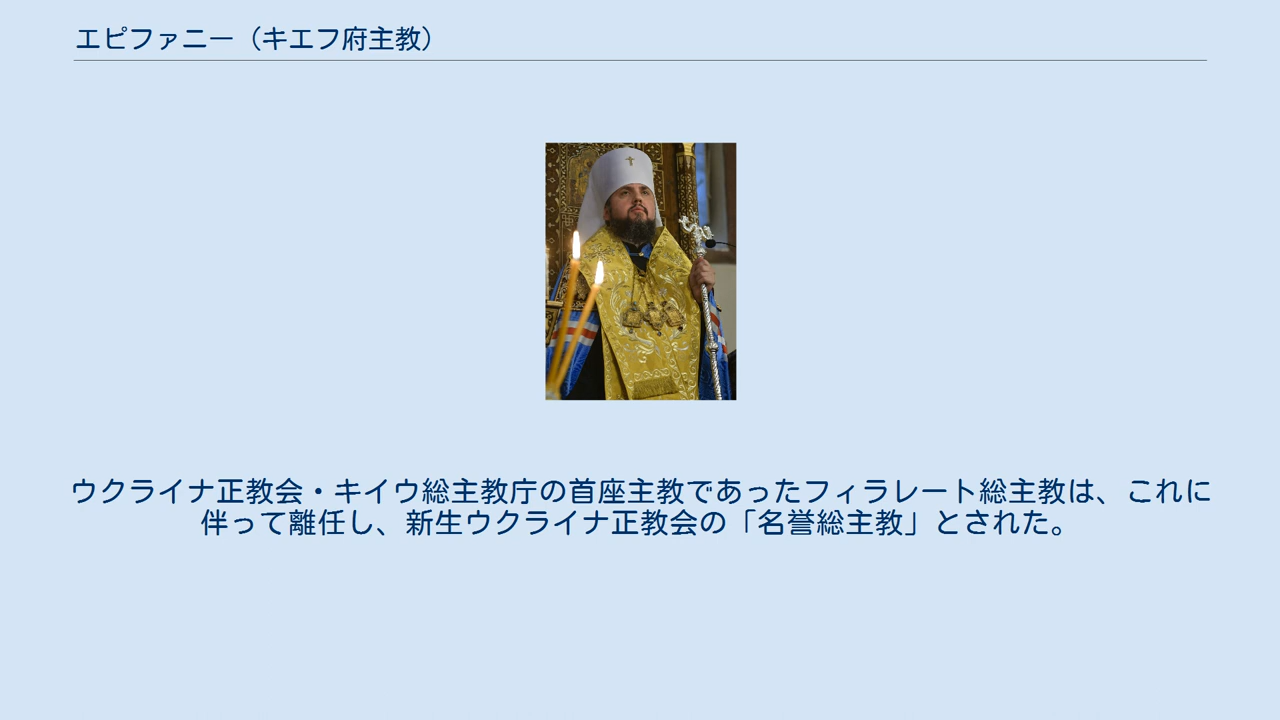 エピファニー（キエフ府主教）
ウクライナ正教会・キイウ総主教庁の首座主教であったフィラレート総主教は、これに
伴って離任し、新生ウクライナ正教会の「名誉総主教」とされた。